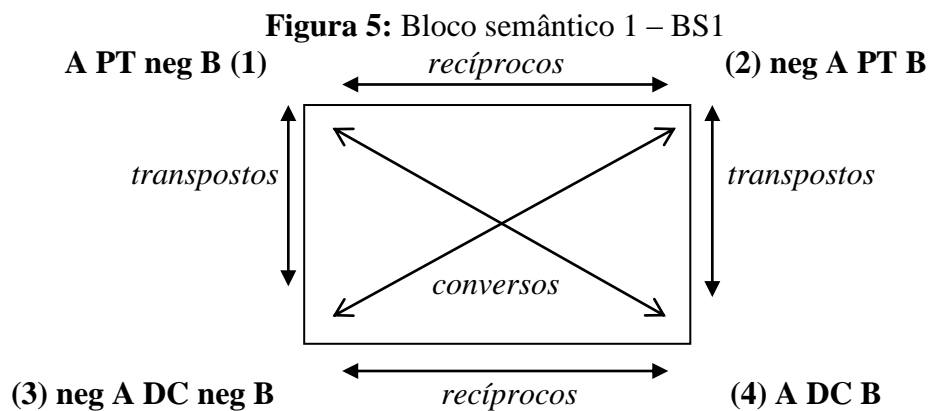 Figura 5: Bloco semântico 1 – BS1
A PT neg B (1) recíprocos (2) neg A PT B
transpostos transpostos
conversos
(3) neg A DC neg B recíprocos (4) A DC B